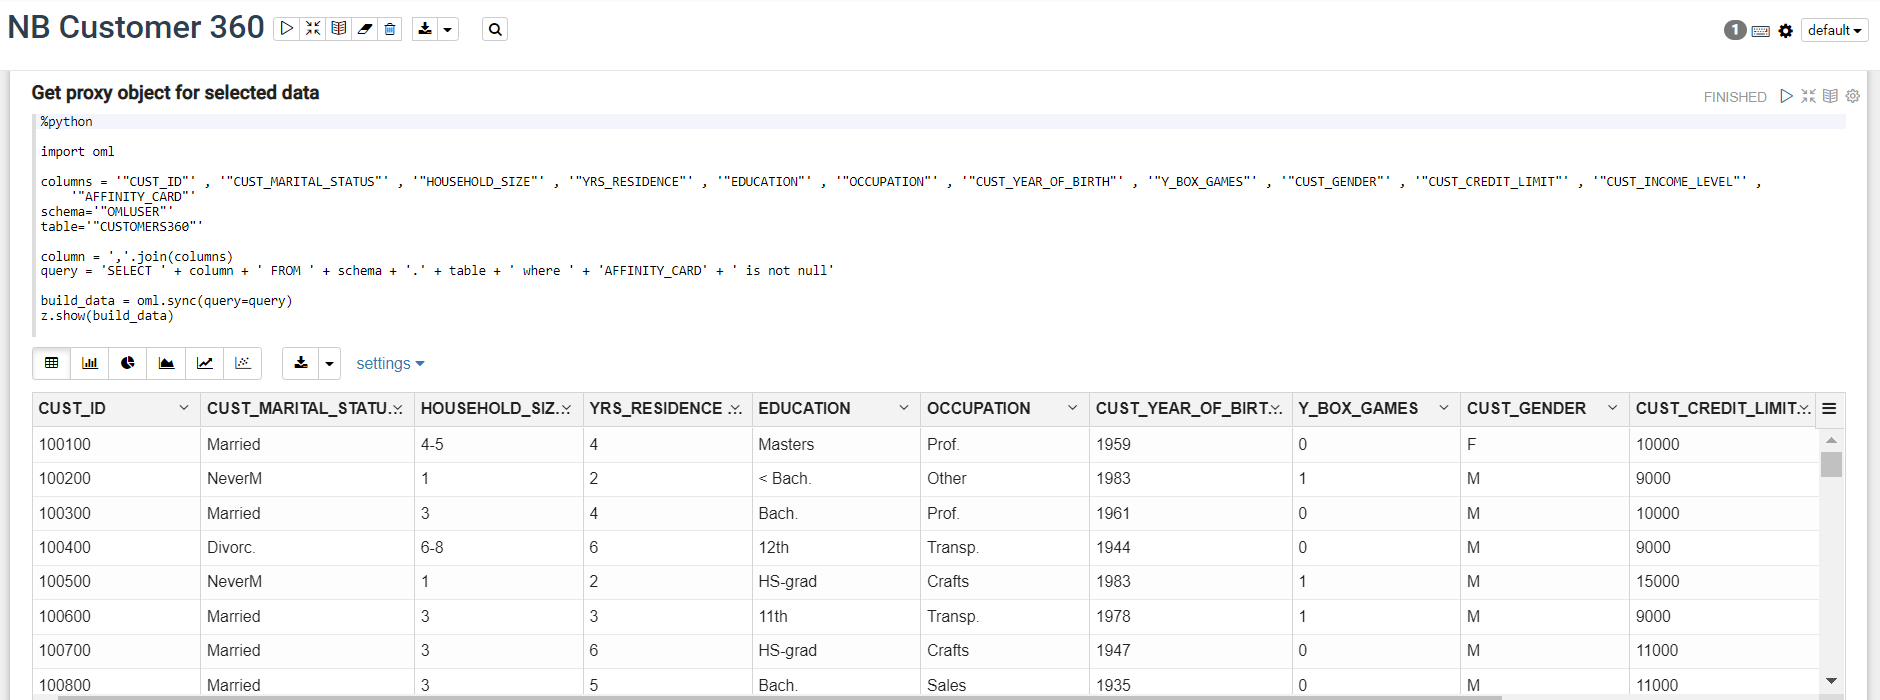 NB Customer 360
1 default
Get proxy object for selected data
FINISHED
%python
import oml
columns = '"CUST_ID"' , '"CUST_MARITAL_STATUS"' , '"HOUSEHOLD_SIZE"' , '"YRS_RESIDENCE"' , '"EDUCATION"' , '"OCCUPATION"' , '"CUST_YEAR_OF_BIRTH"' , '"Y_BOX_GAMES"' , '"CUST_GENDER"' , '"CUST_CREDIT_LIMIT"' , '"CUST_INCOME_LEVEL"' ,
'"AFFINITY_CARD"'
schema='"OMLUSER"'
table='"CUSTOMERS360"'
column = ','.join(columns)
query = 'SELECT ' + column + ' FROM ' + schema + '.' + table + ' where ' + 'AFFINITY_CARD' + ' is not null'
build_data = oml.sync(query=query)
z.show(build_data)
settings
CUST_ID CUST_MARITAL_STATU... HOUSEHOLD_SIZ... YRS_RESIDENCE ... EDUCATION OCCUPATION CUST_YEAR_OF_BIRT... Y_BOX_GAMES CUST_GENDER CUST_CREDIT_LIMIT...
100100 Married 4-5 4 Masters Prof. 1959 0 F 10000
100200 NeverM 1 2 < Bach. Other 1983 1 M 9000
100300 Married 3 4 Bach. Prof. 1961 0 M 10000
100400 Divorc. 6-8 6 12th Transp. 1944 0 M 9000
100500 NeverM 1 2 HS-grad Crafts 1983 1 M 15000
100600 Married 3 3 11th Transp. 1978 1 M 9000
100700 Married 3 6 HS-grad Crafts 1947 0 M 11000
100800 Married 3 5 Bach. Sales 1935 0 M 11000